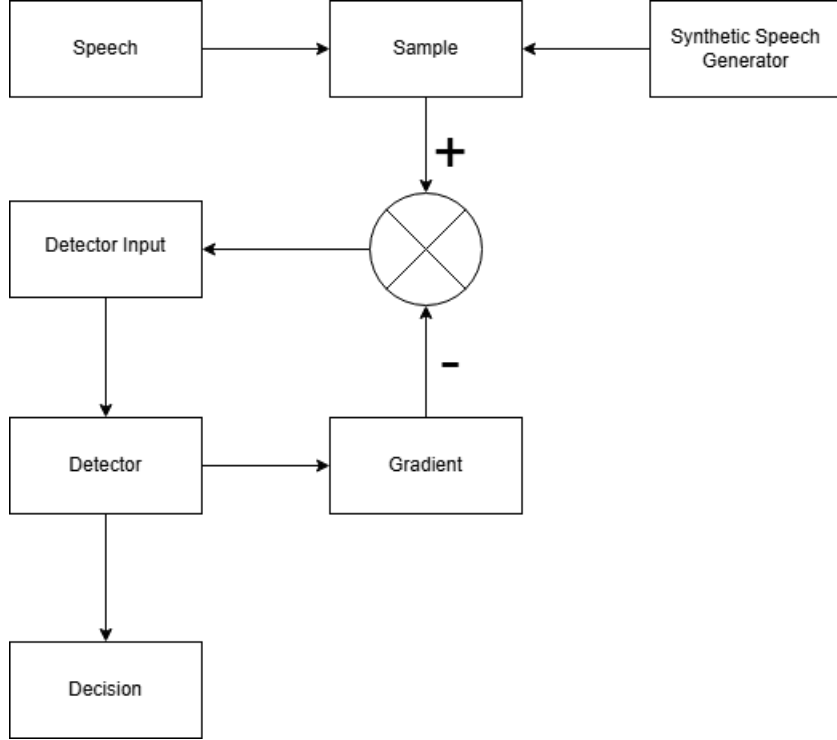 Speech
Sample
Synthetic Speech
Generator
+
Detector Input
-
Detector
Gradient
Decision